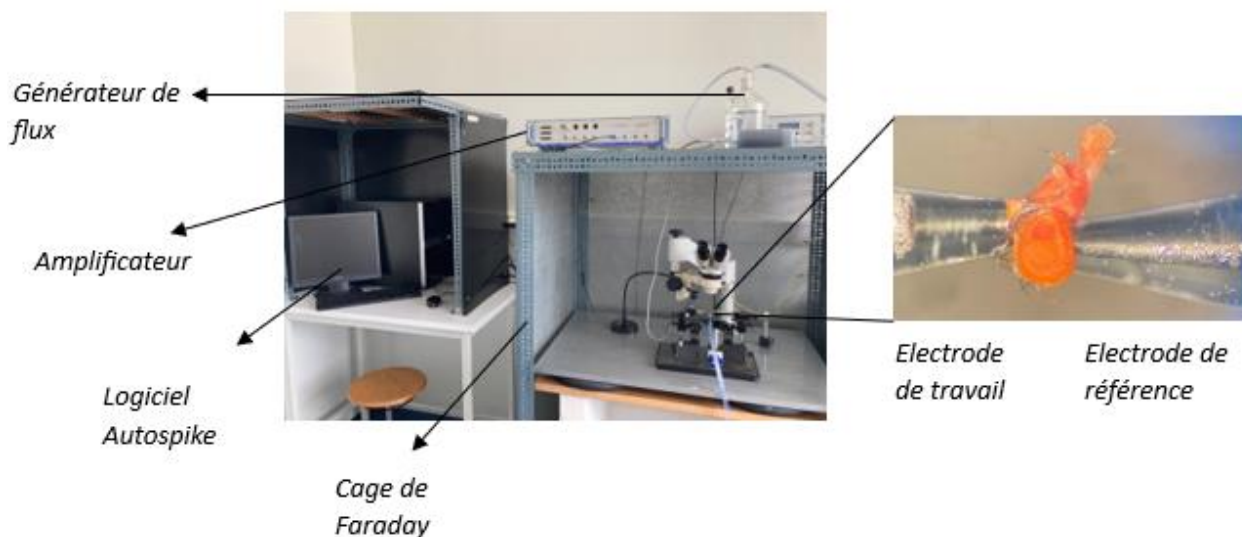 Générateur de
flux
Amplificateur
Logiciel
Autospike
Cage de
Faraday
Electrode
de travail
Electrode de
référence